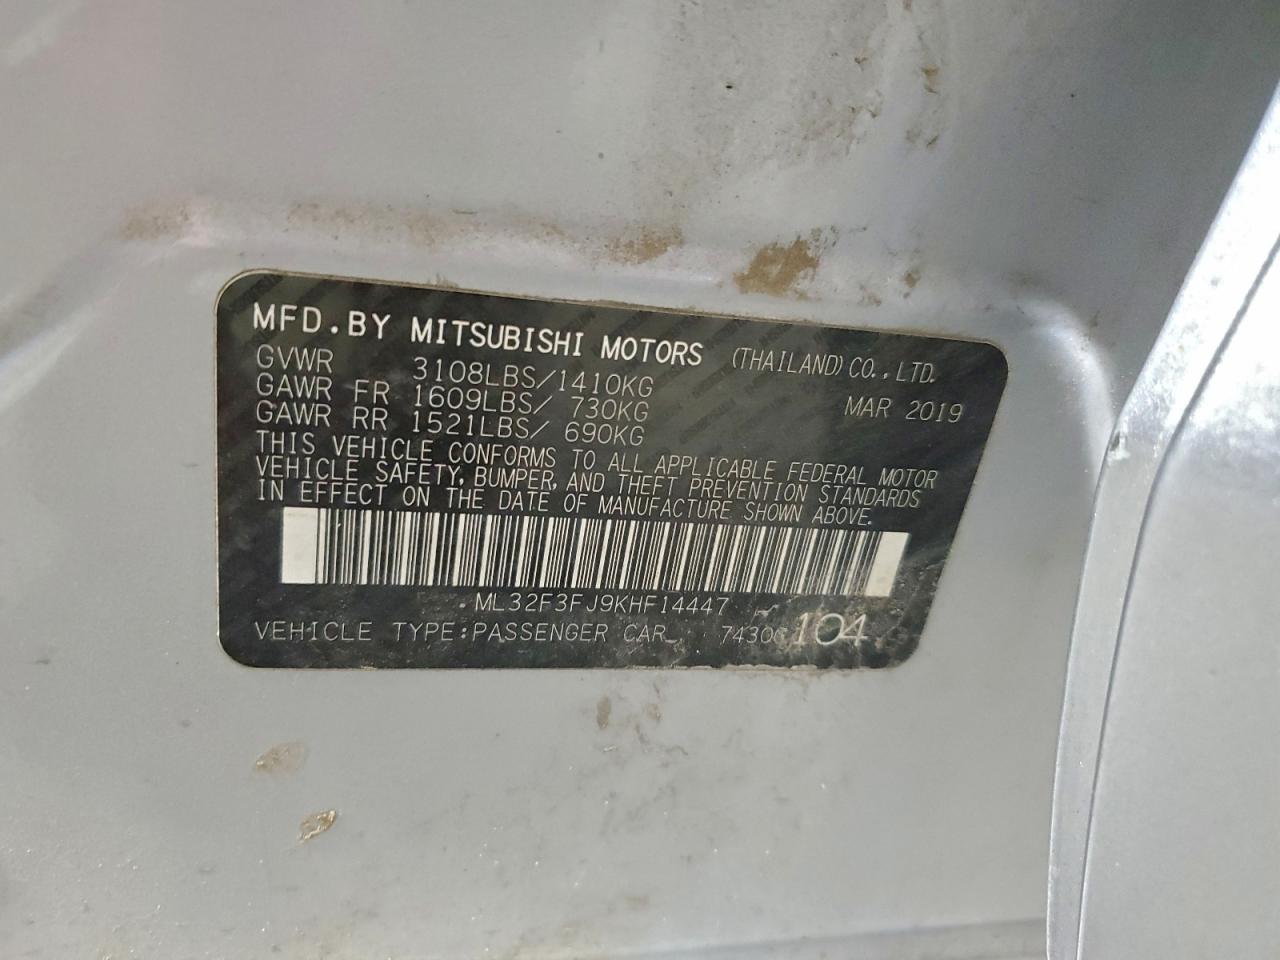 MFD.BY MITSUBISHI MOTORS (THAILAND) CO.,LTD.
GVWR 3108LBS/1410KG
GAWR FR 1609LBS/ 730KG MAR 2019
GAWR RR 1521LBS/ 690KG
THIS VEHICLE CONFORMS TO ALL APPLICABLE FEDERAL MOTOR
VEHICLE SAFETY, BUMPER, AND THEFT PREVENTION STANDARDS
IN EFFECT ON THE DATE OF MANUFACTURE SHOWN ABOVE.
ML32F3FJ9KHF14447
VEHICLE TYPE:PASSENGER CAR 104